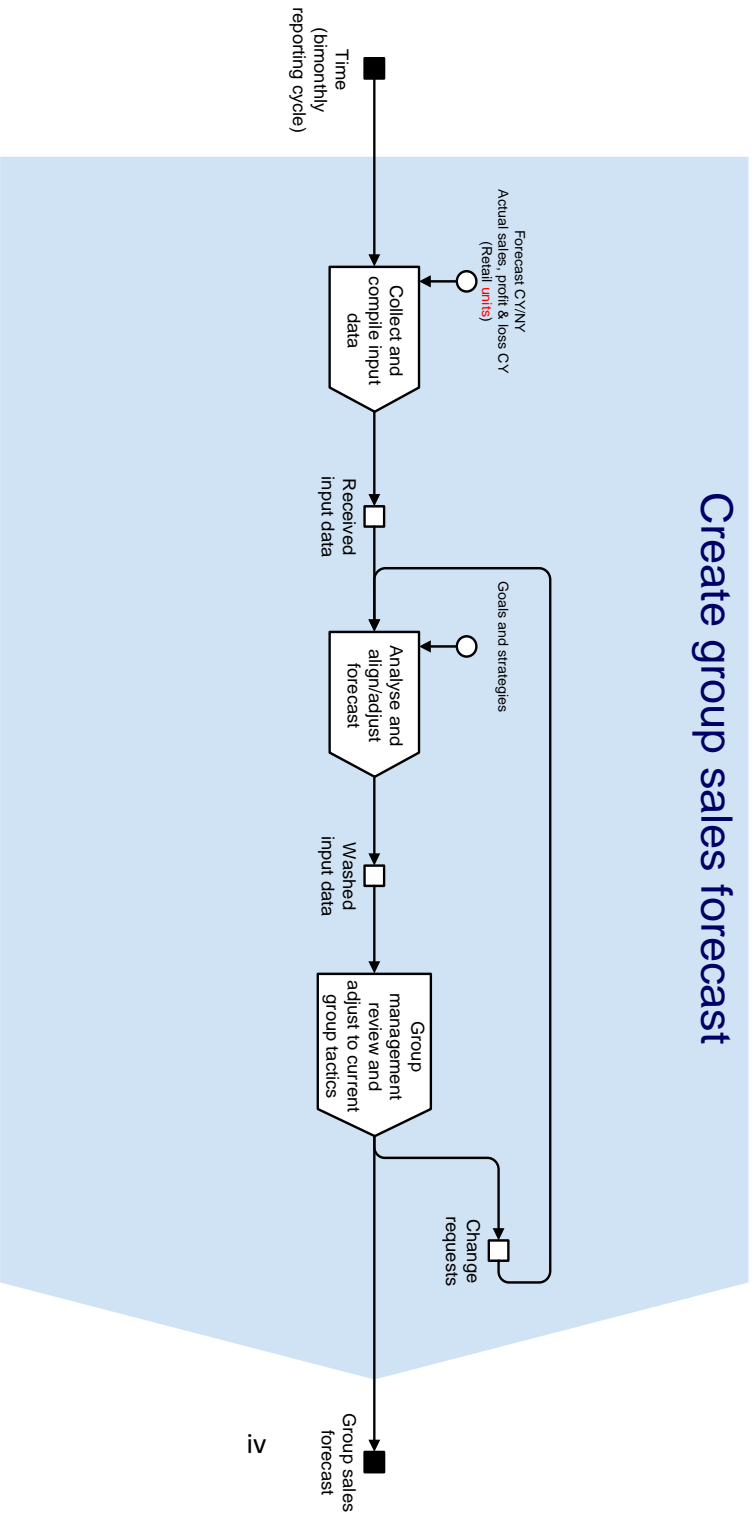 Create group sales forecast
Forecast CY/NY
Actual sales, profit & loss CY
(Retail units)
Goals and strategies
Change
requests
Time
(bimonthly
reporting cycle)
Collect and
compile input
data
Received
input data
Analyse and
align/adjust
forecast
Washed
input data
Group
management
review and
adjust to current
group tactics
Group sales
forecast
iv